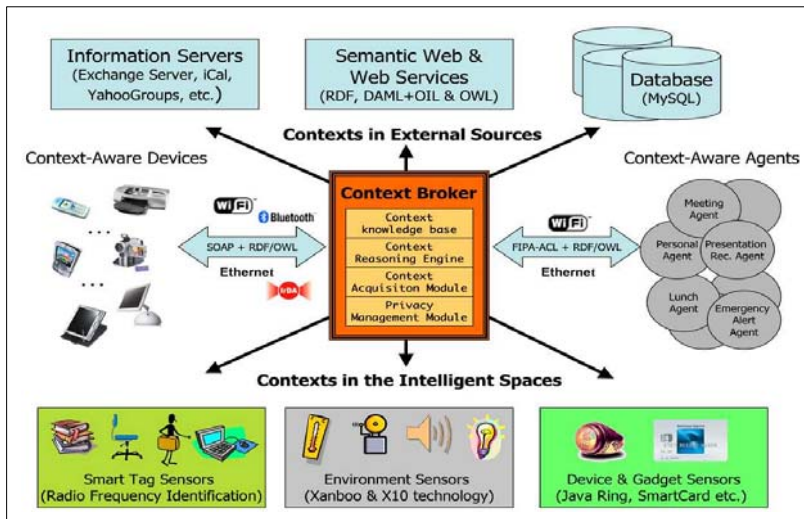 Information Servers
(Exchange Server, iCal,
YahooGroups, etc.)
Semantic Web &
Web Services
(RDF, DAML+OIL & OWL)
Database
(MySQL)
Contexts in External Sources
Context-Aware Devices
Context-Aware Agents
WiFi
Bluetooth
SOAP + RDF/OWL
Ethernet
IrDA
Context Broker
Context
knowledge base
Context
Reasoning Engine
Context
Acquisiton Module
Privacy
Management Module
WiFi
FIPA-ACL + RDF/OWL
Ethernet
Meeting
Agent
Personal
Agent
Presentation
Rec. Agent
Lunch
Agent
Emergency
Alert
Agent
Contexts in the Intelligent Spaces
Smart Tag Sensors
(Radio Frequency Identification)
Environment Sensors
(Xanboo & X10 technology)
Device & Gadget Sensors
(Java Ring, SmartCard etc.)